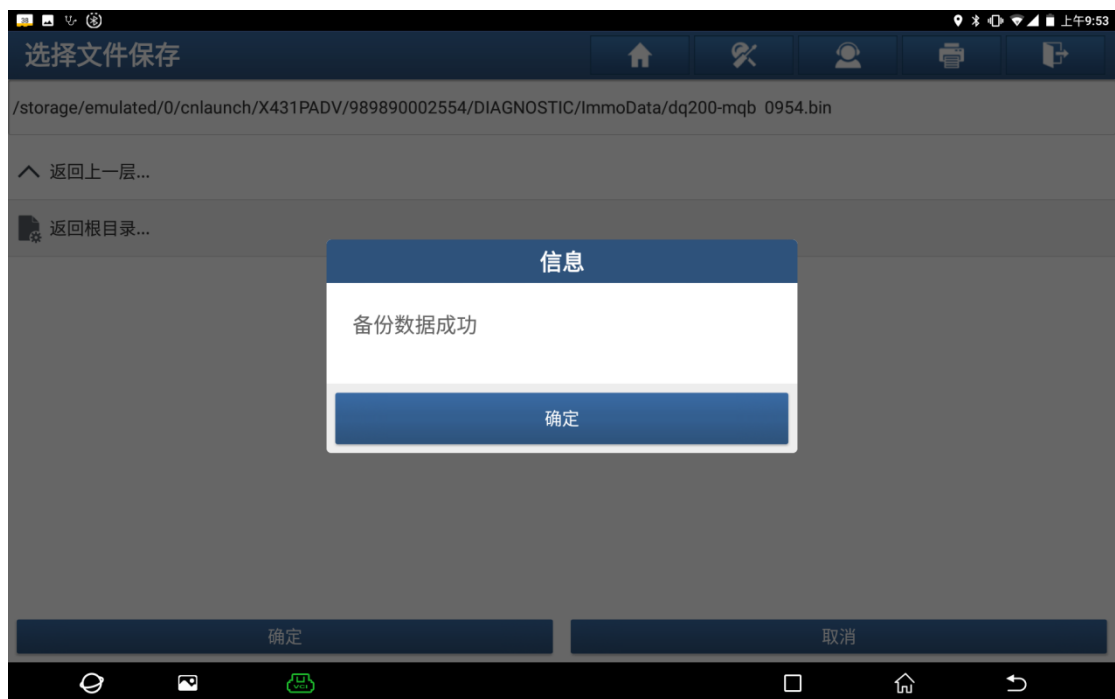 上午9:53
选择文件保存
/storage/emulated/0/cnlaunch/X431PADV/989890002554/DIAGNOSTIC/ImmoData/dq200-mqb 0954.bin
返回上一层...
返回根目录...
信息
备份数据成功
确定
确定 取消
VCI